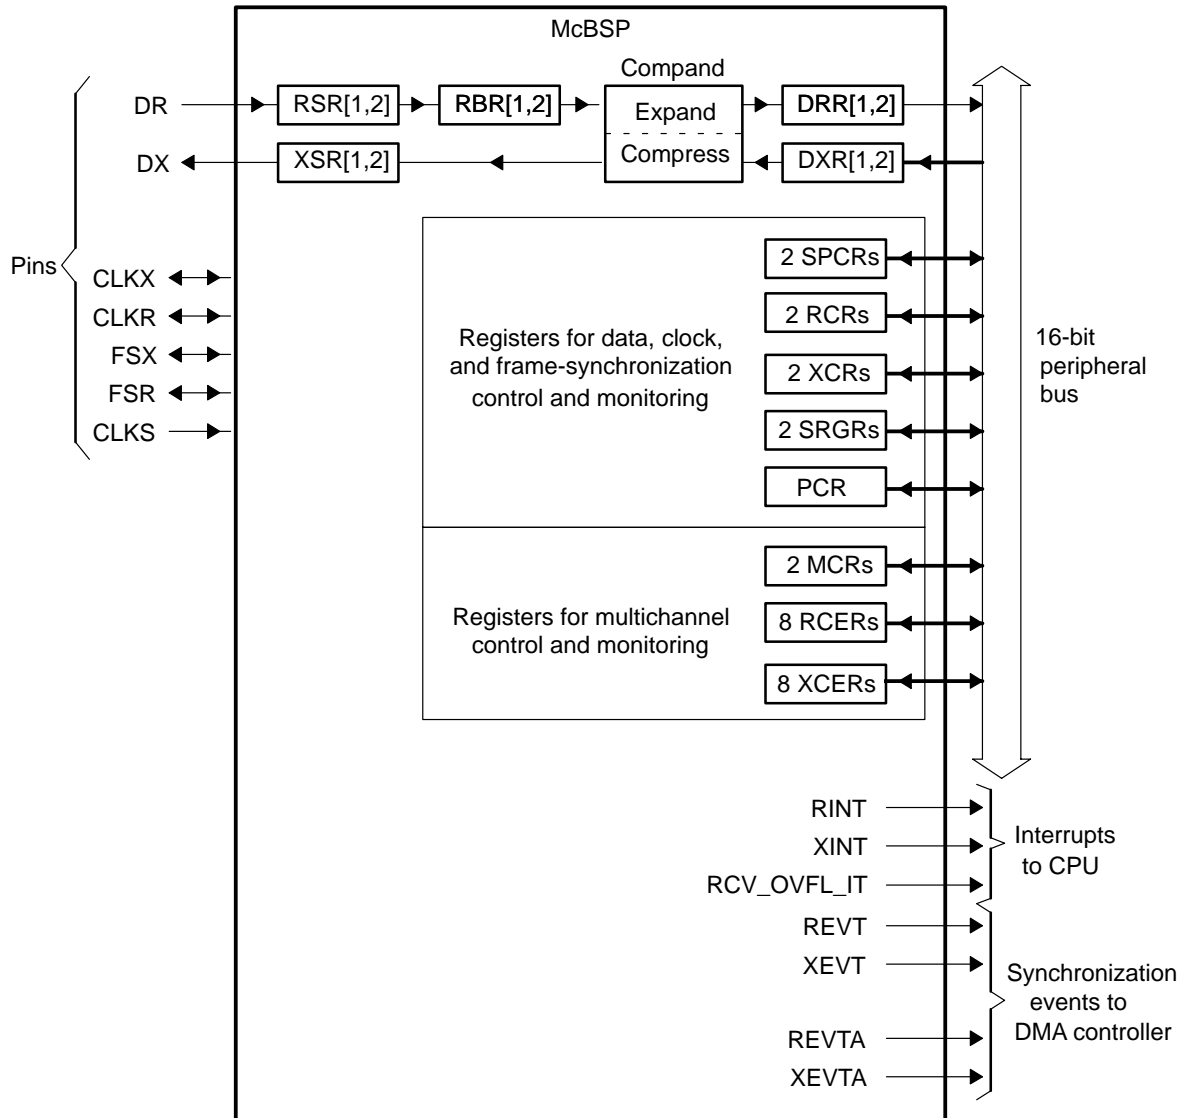 McBSP
Compand
DR
RSR[1,2]
RBR[1,2]
Expand
DRR[1,2]
DX
XSR[1,2]
Compress
DXR[1,2]
Pins
CLKX
CLKR
FSX
FSR
CLKS
Registers for data, clock,
and frame-synchronization
control and monitoring
2 SPCRs
2 RCRs
2 XCRs
2 SRGRs
PCR
16-bit
peripheral
bus
Registers for multichannel
control and monitoring
2 MCRs
8 RCERs
8 XCERs
RINT
XINT
RCV_OVFL_IT
Interrupts
to CPU
REVT
XEVT
REVTA
XEVTA
Synchronization
events to
DMA controller